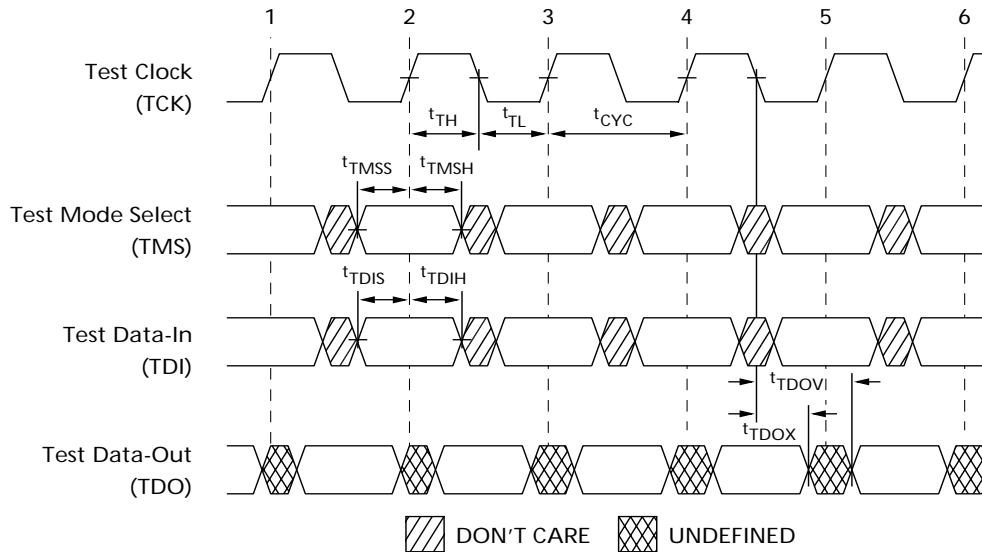 1 2 3 4 5 6
Test Clock
(TCK)
tTH tTL tCYC
tTMSS tTMSH
Test Mode Select
(TMS)
tTDIS tTDIH
Test Data-In
(TDI)
tTDOV
tTDOX
Test Data-Out
(TDO)
DON'T CARE UNDEFINED